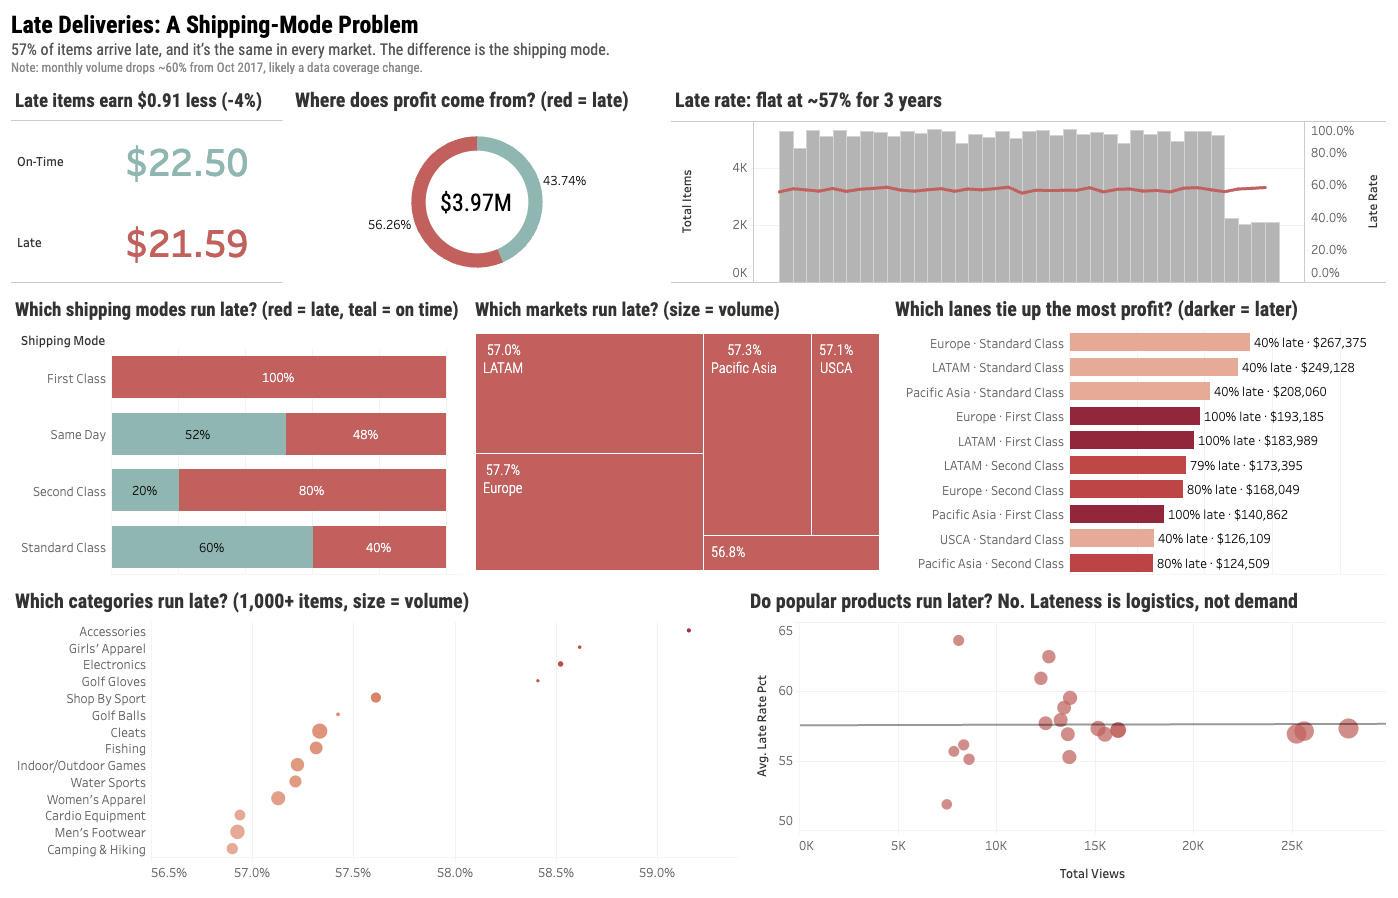 Late Deliveries: A Shipping-Mode Problem
57% of items arrive late, and it's the same in every market. The difference is the shipping mode.
Note: monthly volume drops ~60% from Oct 2017, likely a data coverage change.
Late items earn $0.91 less (-4%)
On-Time
$22.50
Late
$21.59
Where does profit come from? (red = late)
43.74%
$3.97M
56.26%
Late rate: flat at ~57% for 3 years
Total Items
4K
2K
0K
100.0%
80.0%
60.0%
40.0%
20.0%
0.0%
Late Rate
Which shipping modes run late? (red = late, teal = on time)
Shipping Mode
First Class
100%
Same Day
52%
48%
Second Class
20%
80%
Standard Class
60%
40%
Which markets run late? (size = volume)
57.0%
LATAM
57.7%
Europe
57.3%
Pacific Asia
57.1%
USCA
56.8%
Which lanes tie up the most profit? (darker = later)
Europe · Standard Class 40% late · $267,375
LATAM · Standard Class 40% late · $249,128
Pacific Asia · Standard Class 40% late · $208,060
Europe · First Class 100% late · $193,185
LATAM · First Class 100% late · $183,989
LATAM · Second Class 79% late · $173,395
Europe · Second Class 80% late · $168,049
Pacific Asia · First Class 100% late · $140,862
USCA · Standard Class 40% late · $126,109
Pacific Asia · Second Class 80% late · $124,509
Which categories run late? (1,000+ items, size = volume)
Accessories
Girls' Apparel
Electronics
Golf Gloves
Shop By Sport
Golf Balls
Cleats
Fishing
Indoor/Outdoor Games
Water Sports
Women's Apparel
Cardio Equipment
Men's Footwear
Camping & Hiking
56.5% 57.0% 57.5% 58.0% 58.5% 59.0%
Do popular products run later? No. Lateness is logistics, not demand
Avg. Late Rate Pct
65
60
55
50
0K 5K 10K 15K 20K 25K
Total Views